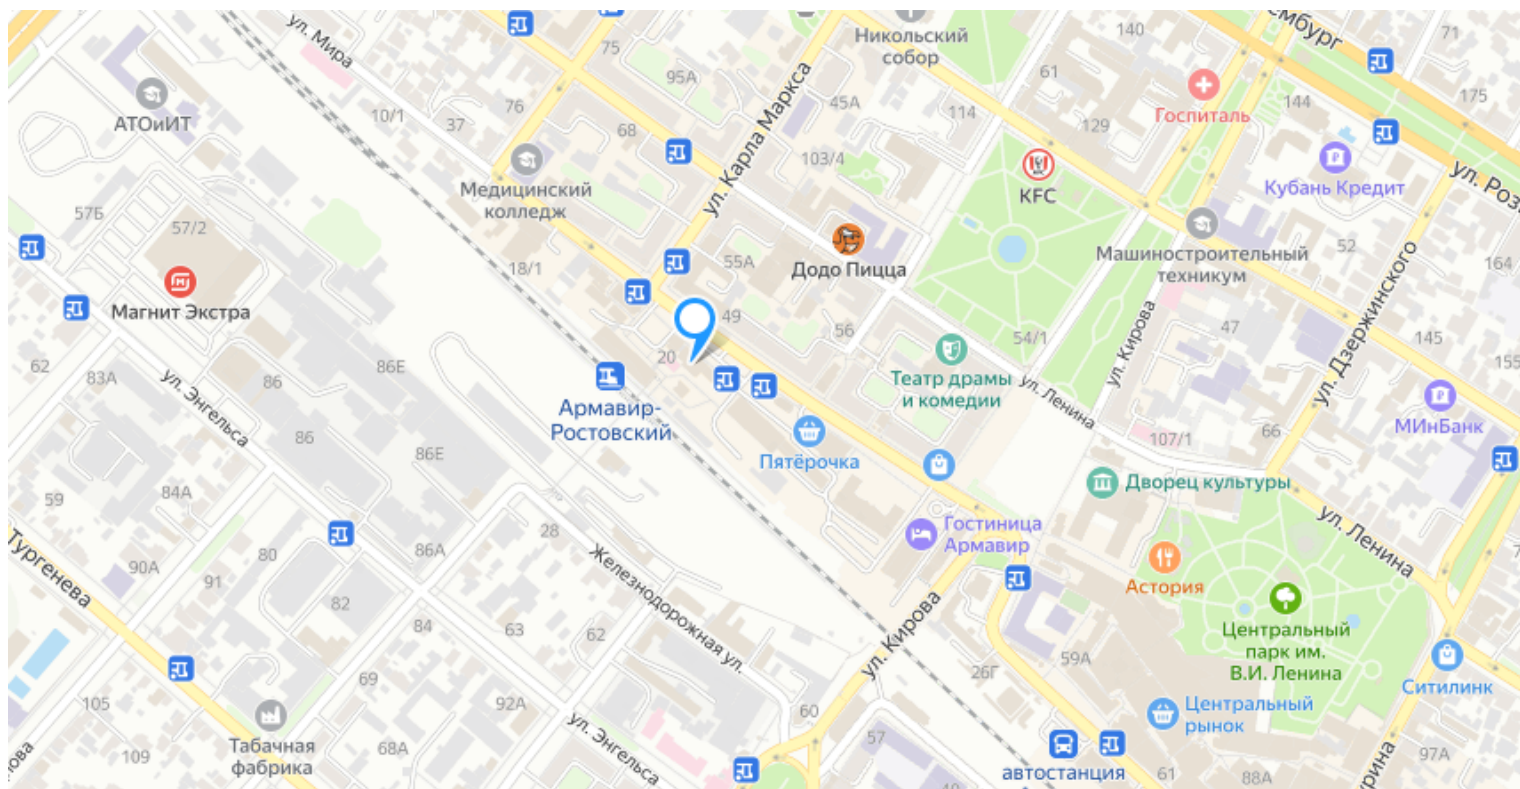 ул. Мира
75
95А
Никольский
собор
140
71
61
Госпиталь
144
175
АТОиИТ
10/1
37
76
68
ул. Карла Маркса
45А
114
129
103/4
KFC
Кубань Кредит
Медицинский
колледж
57Б
57/2
18/1
55А
Додо Пицца
Машиностроительный
техникум
52
164
Магнит Экстра
49
56
54/1
ул. Кирова
47
ул. Дзержинского
145
155
62
83А
86
86Е
20
Армавир-
Ростовский
Театр драмы
и комедии
ул. Ленина
МИнБанк
ул. Энгельса
86
86Е
Пятёрочка
107/1
66
Дворец культуры
59
84А
28
Гостиница
Армавир
ул. Ленина
Тургенева
90А
91
80
86А
82
84
63
62
Железнодорожная ул.
ул. Кирова
Астория
Центральный
парк им.
В.И. Ленина
26Г
59А
Ситилинк
105
69
92А
60
57
Центральный
рынок
Табачная
фабрика
109
68А
ул. Энгельса
автостанция
61
88А
97А